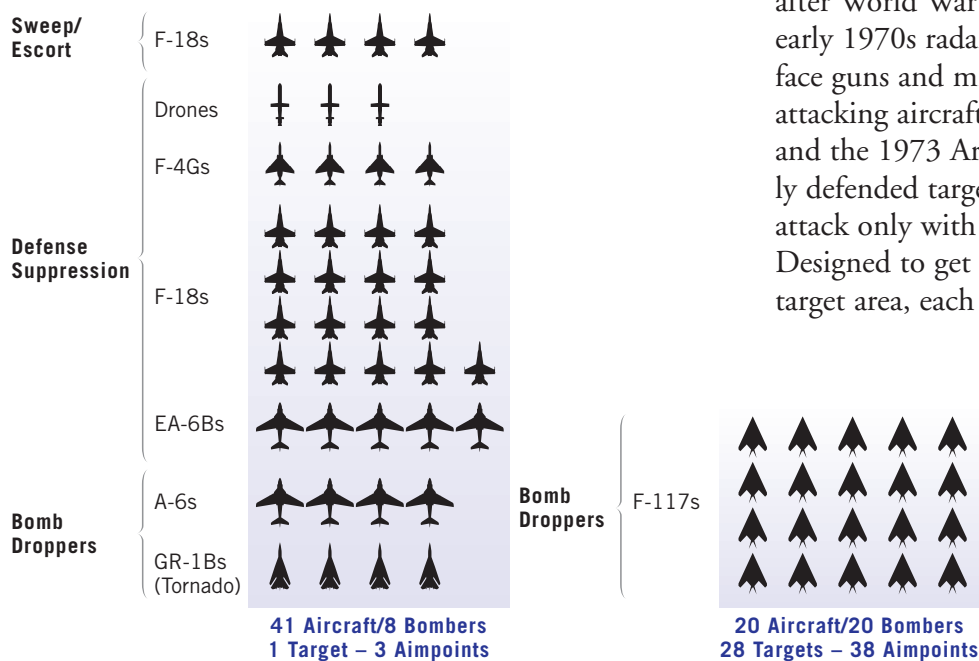 Sweep/
Escort
F-18s
Drones
F-4Gs
Defense
Suppression
F-18s
EA-6Bs
Bomb
Droppers
A-6s
GR-1Bs
(Tornado)
41 Aircraft/8 Bombers
1 Target – 3 Aimpoints
Bomb
Droppers
F-117s
20 Aircraft/20 Bombers
28 Targets – 38 Aimpoints
after World War
early 1970s rada
face guns and m
attacking aircraft
and the 1973 Ar
ly defended targe
attack only with
Designed to get
target area, each